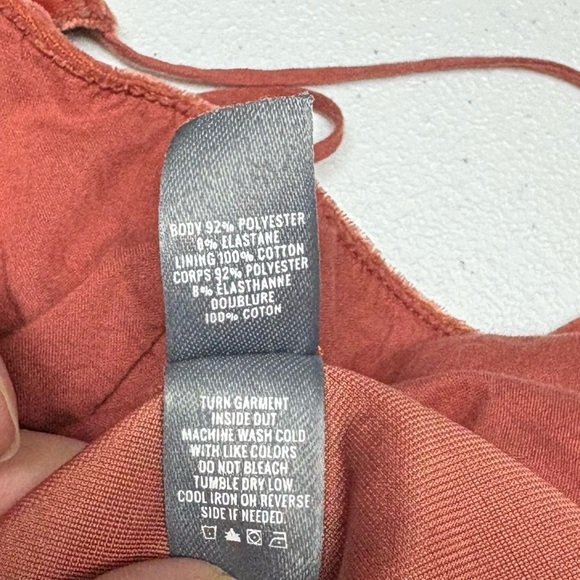 BODY 92% POLYESTER
8% ELASTANE
LINING 100% COTTON
CORPS 92% POLYESTER
8% ELASTHANNE
DOUBLURE
100% COTON
TURN GARMENT
INSIDE OUT
MACHINE WASH COLD
WITH LIKE COLORS
DO NOT BLEACH
TUMBLE DRY LOW
COOL IRON ON REVERSE
SIDE IF NEEDED